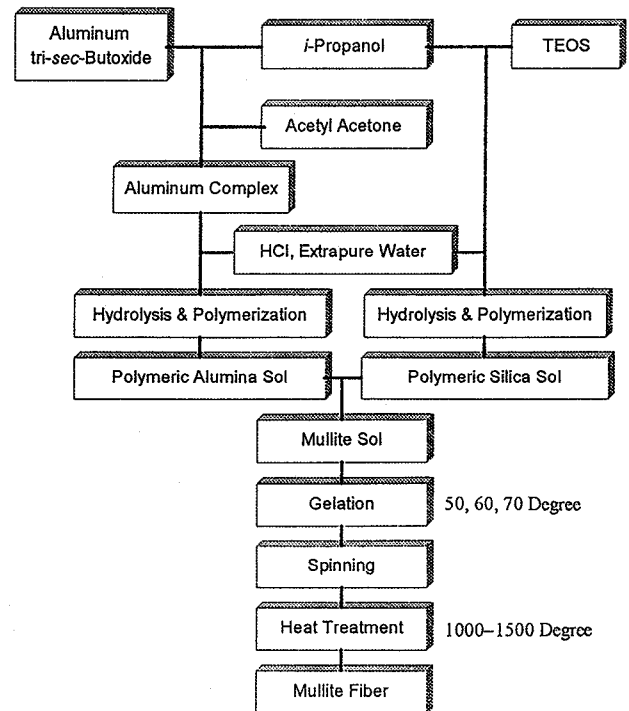 Aluminum
tri-sec-Butoxide
i-Propanol
TEOS
Acetyl Acetone
Aluminum Complex
HCl, Extrapure Water
Hydrolysis & Polymerization
Hydrolysis & Polymerization
Polymeric Alumina Sol
Polymeric Silica Sol
Mullite Sol
Gelation
50, 60, 70 Degree
Spinning
Heat Treatment
1000–1500 Degree
Mullite Fiber